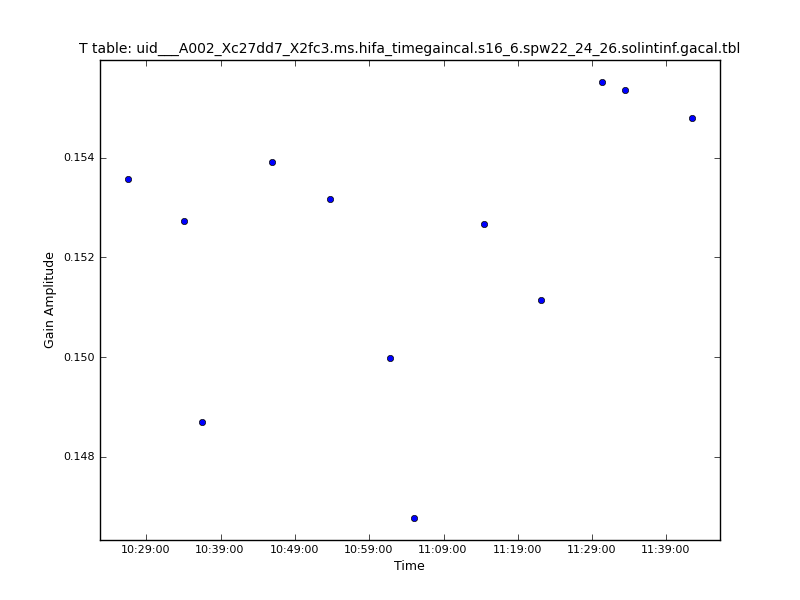 T table: uid___A002_Xc27dd7_X2fc3.ms.hifa_timegaincal.s16_6.spw22_24_26.solintinf.gacal.tbl
0.154
0.152
0.150
0.148
Gain Amplitude
10:29:00 10:39:00 10:49:00 10:59:00 11:09:00 11:19:00 11:29:00 11:39:00
Time